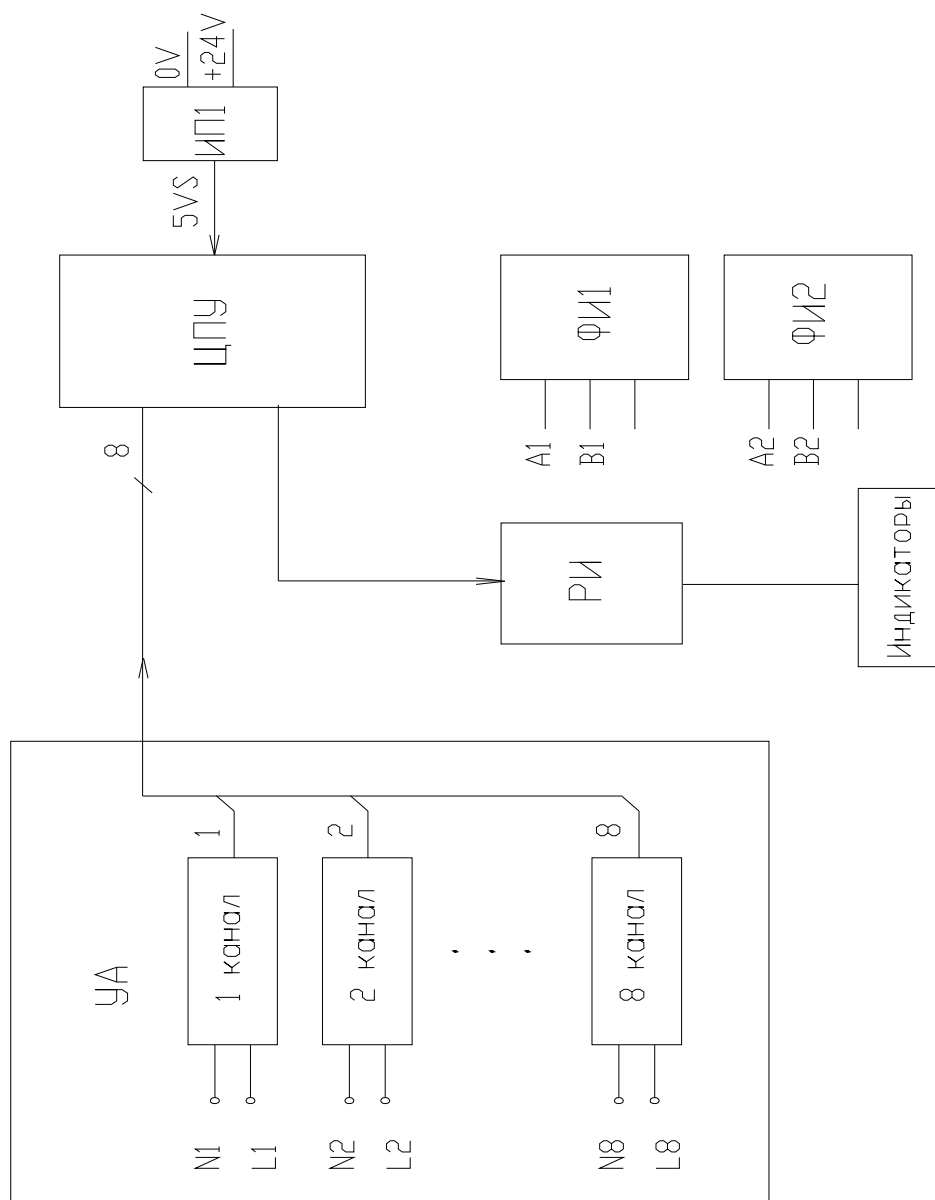 УА
N1
L1
1 канал
1
N2
L2
2 канал
2
. . .
N8
L8
8 канал
8
8
ЦПУ
5VS
ИП1
0V
+24V
РИ
Индикаторы
A1
B1
ФИ1
A2
B2
ФИ2